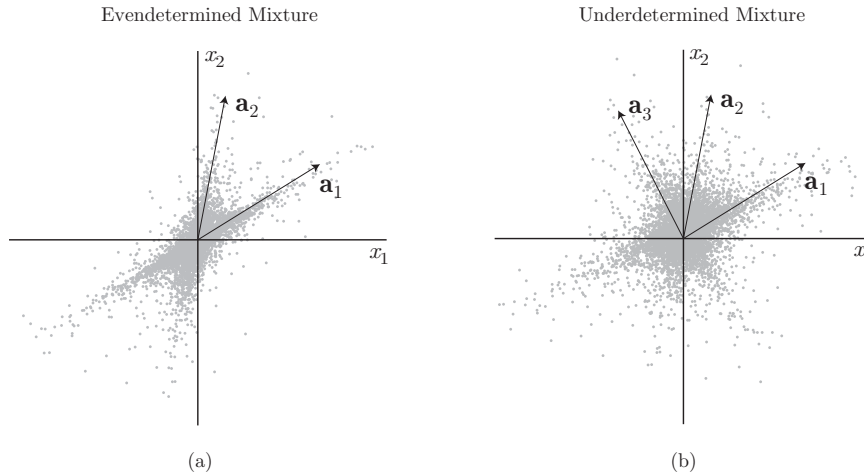 Evendetermined Mixture
x2
a2
a1
x1
(a)
Underdetermined Mixture
x2
a3
a2
a1
x
(b)